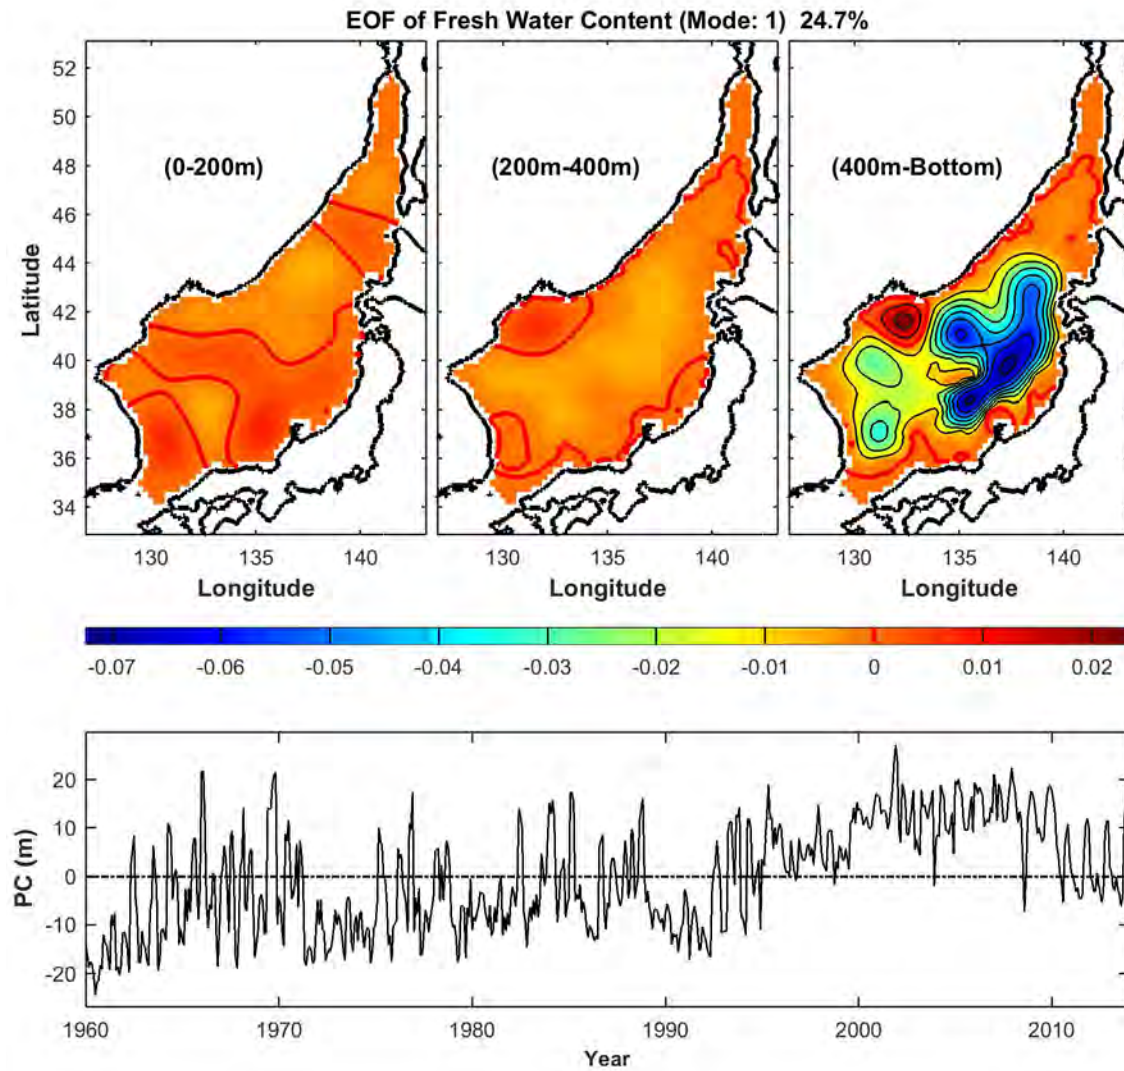 EOF of Fresh Water Content (Mode: 1) 24.7%
52
50
48
46
44
42
40
38
36
34
Latitude
(0-200m)
(200m-400m)
(400m-Bottom)
130 135 140
130 135 140
130 135 140
Longitude
Longitude
Longitude
-0.07 -0.06 -0.05 -0.04 -0.03 -0.02 -0.01 0 0.01 0.02
PC (m)
20
10
0
-10
-20
1960 1970 1980 1990 2000 2010
Year